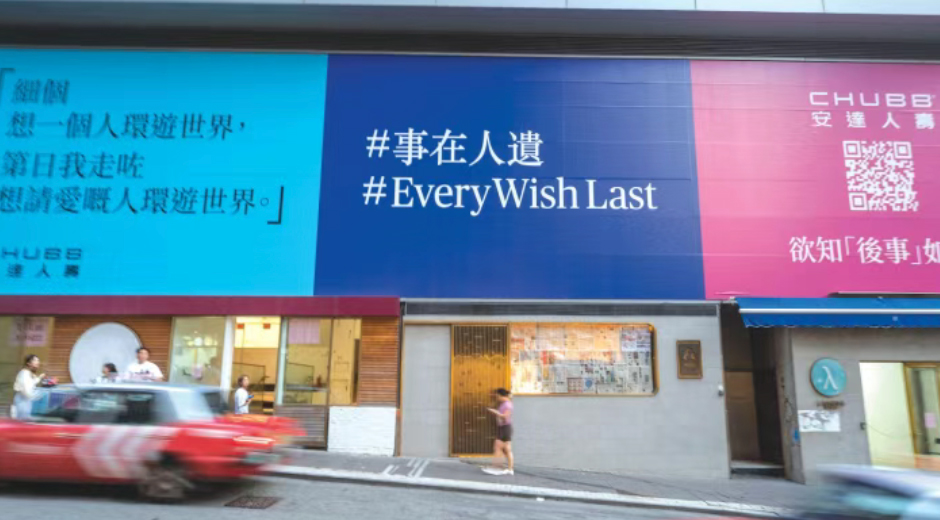 「細個
想一個人環遊世界，
第日我走咗
想請愛嘅人環遊世界。」
CHUBB
達人壽
#事在人遺
#EveryWish Last
CHUBB
安達人壽
欲知「後事」如
λ